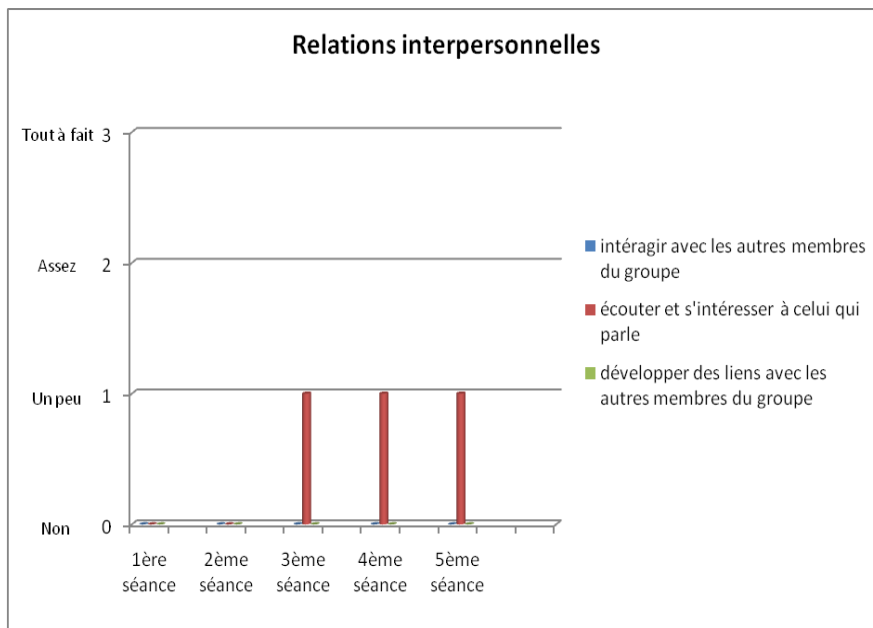 Relations interpersonnelles
Tout à fait 3
Assez 2
Un peu 1
Non 0
1ère séance
2ème séance
3ème séance
4ème séance
5ème séance
intéragir avec les autres membres
du groupe
écouter et s'intéresser à celui qui
parle
développer des liens avec les
autres membres du groupe